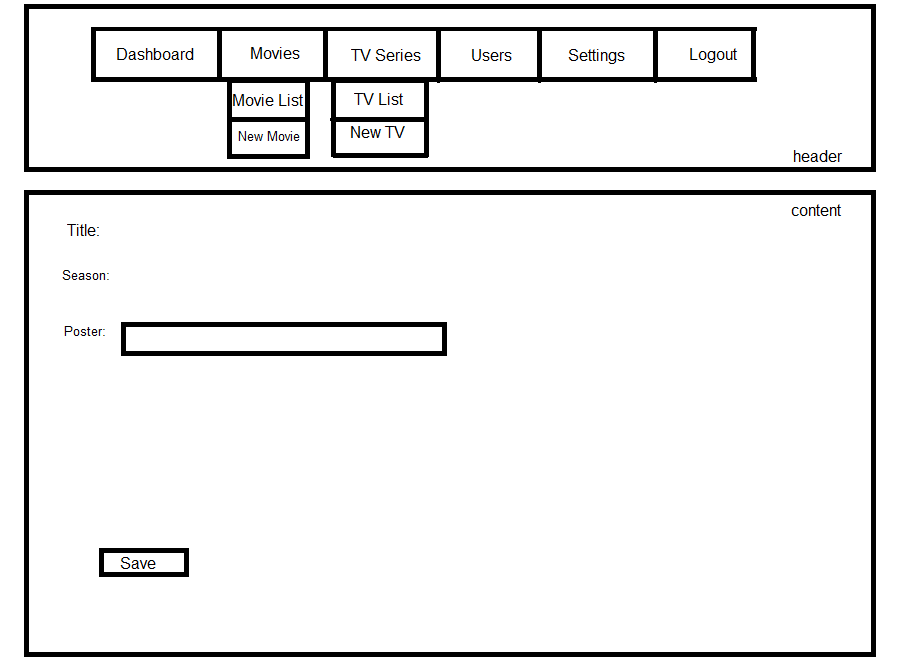 Dashboard Movies TV Series Users Settings Logout
Movie List TV List
New Movie New TV
header
content
Title:
Season:
Poster:
Save